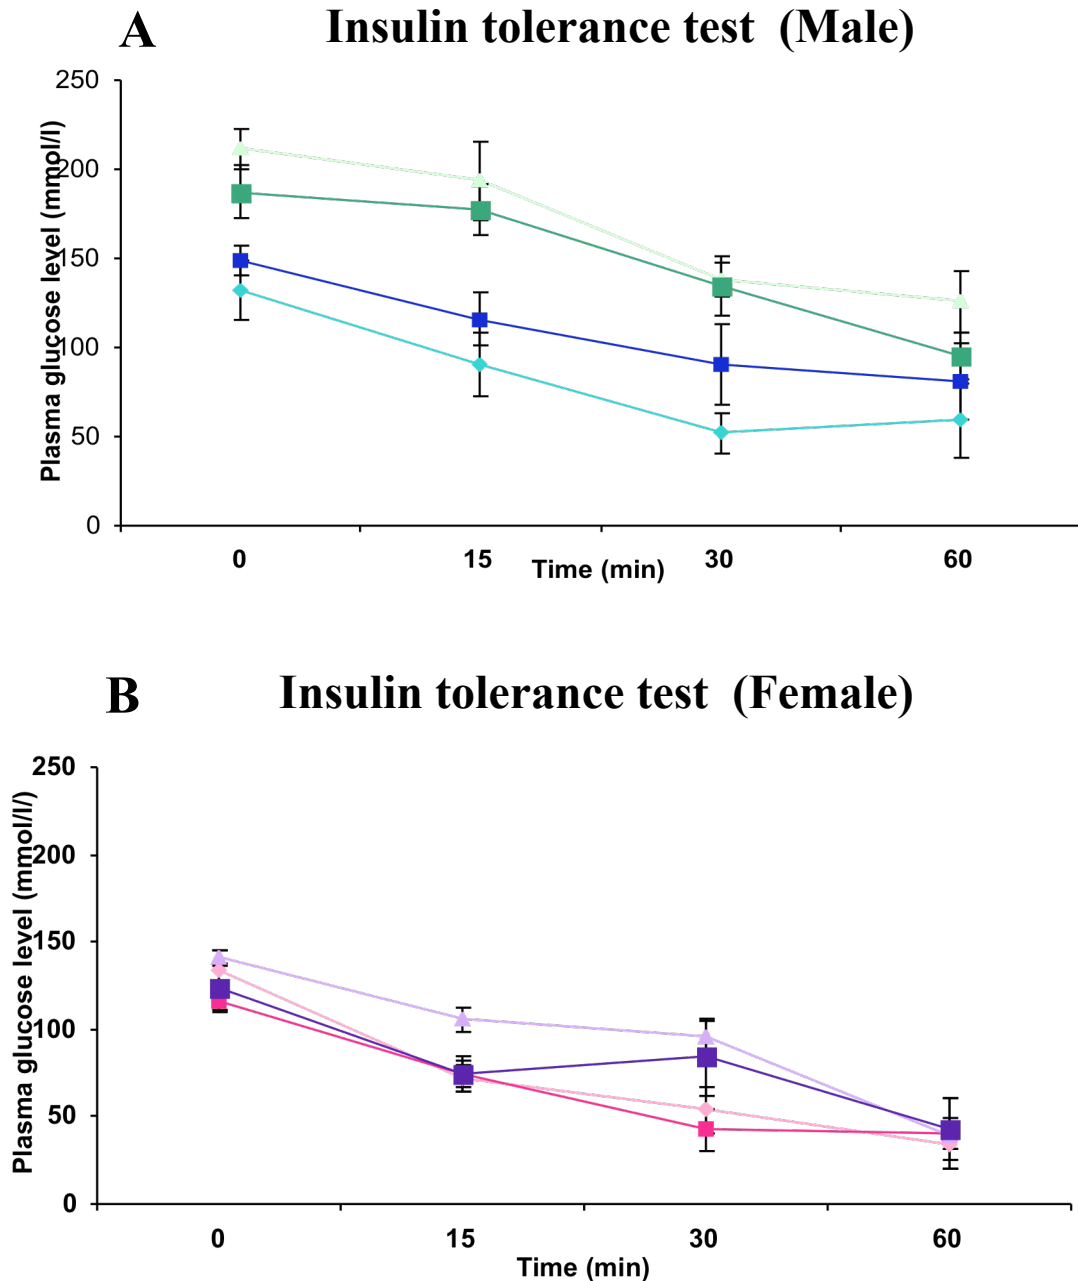 A
Insulin tolerance test (Male)
Plasma glucose level (mmol/l)
250
200
150
100
50
0
0 15 30 60
Time (min)
B
Insulin tolerance test (Female)
Plasma glucose level (mmol/l/)
250
200
150
100
50
0
0 15 30 60
Time (min)